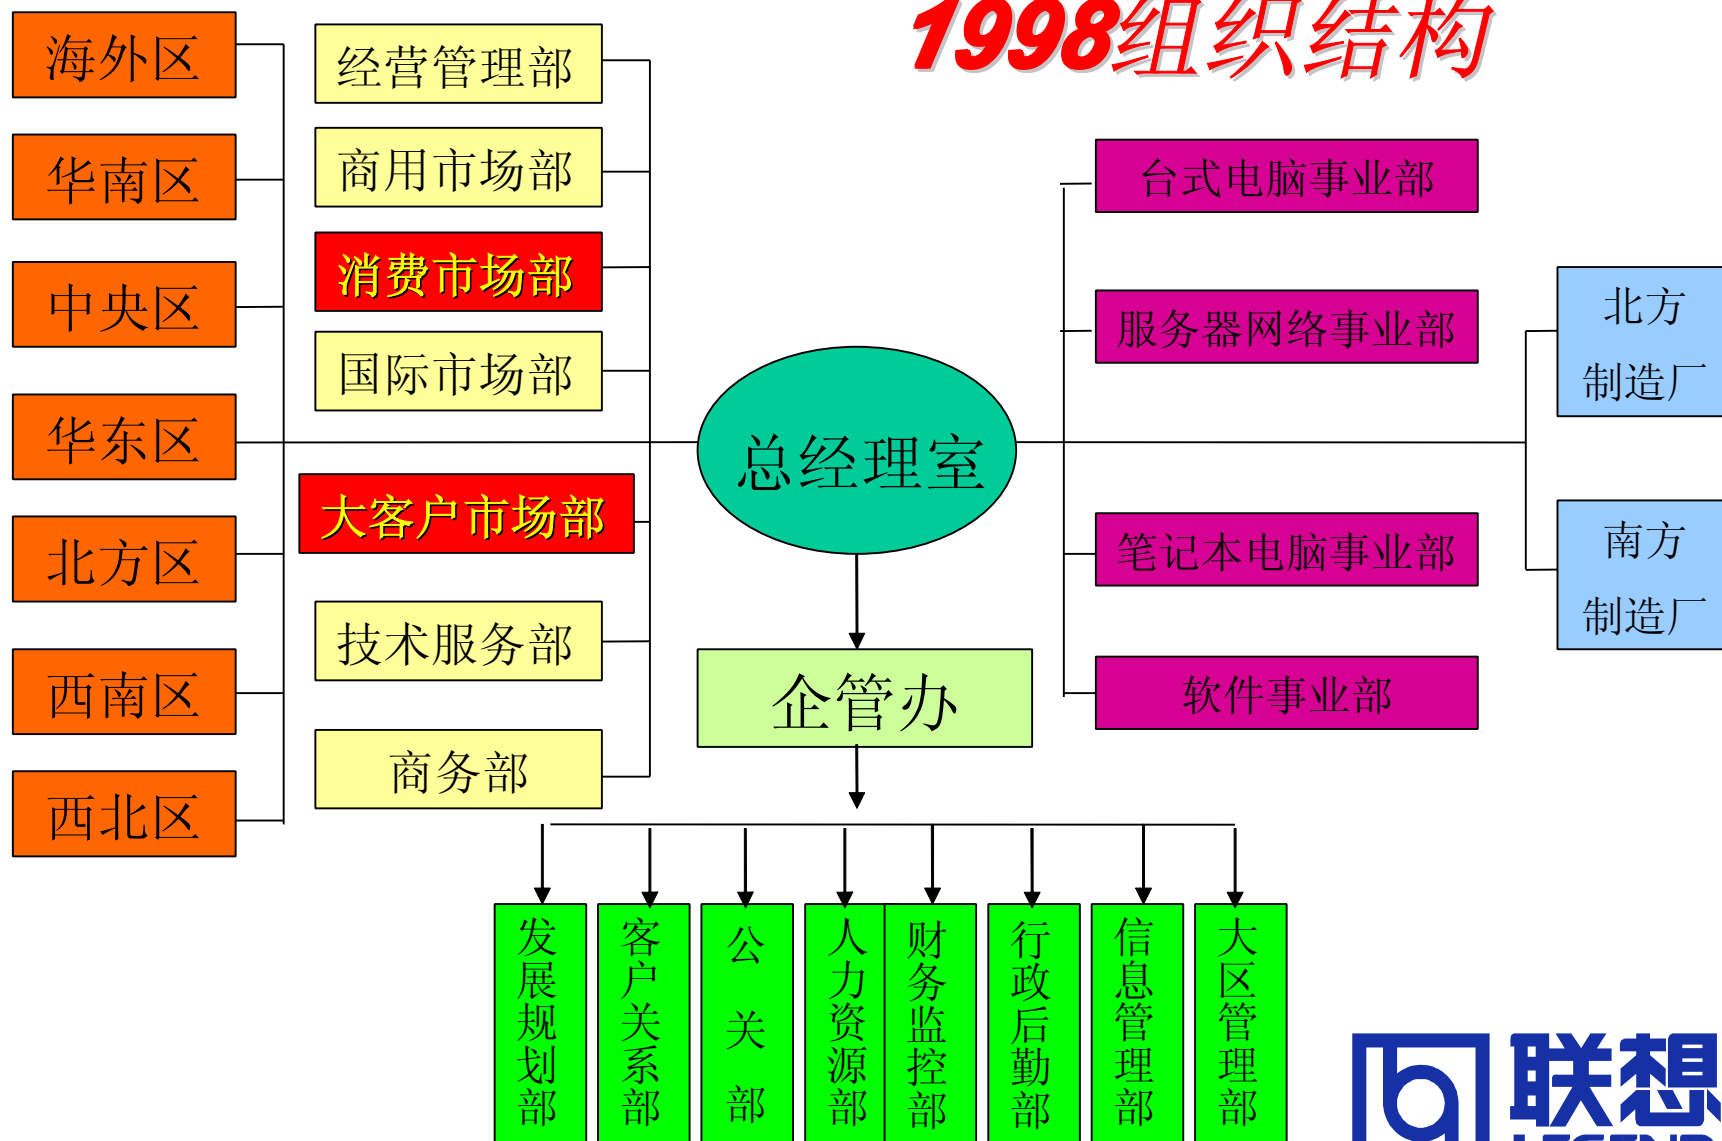 1998组织结构
海外区
华南区
中央区
华东区
北方区
西南区
西北区
经营管理部
商用市场部
消费市场部
国际市场部
大客户市场部
技术服务部
商务部
总经理室
企管办
台式电脑事业部
服务器网络事业部
笔记本电脑事业部
软件事业部
北方
制造厂
南方
制造厂
发展规划部
客户关系部
公关部
人力资源部
财务监控部
行政后勤部
信息管理部
大区管理部
联想